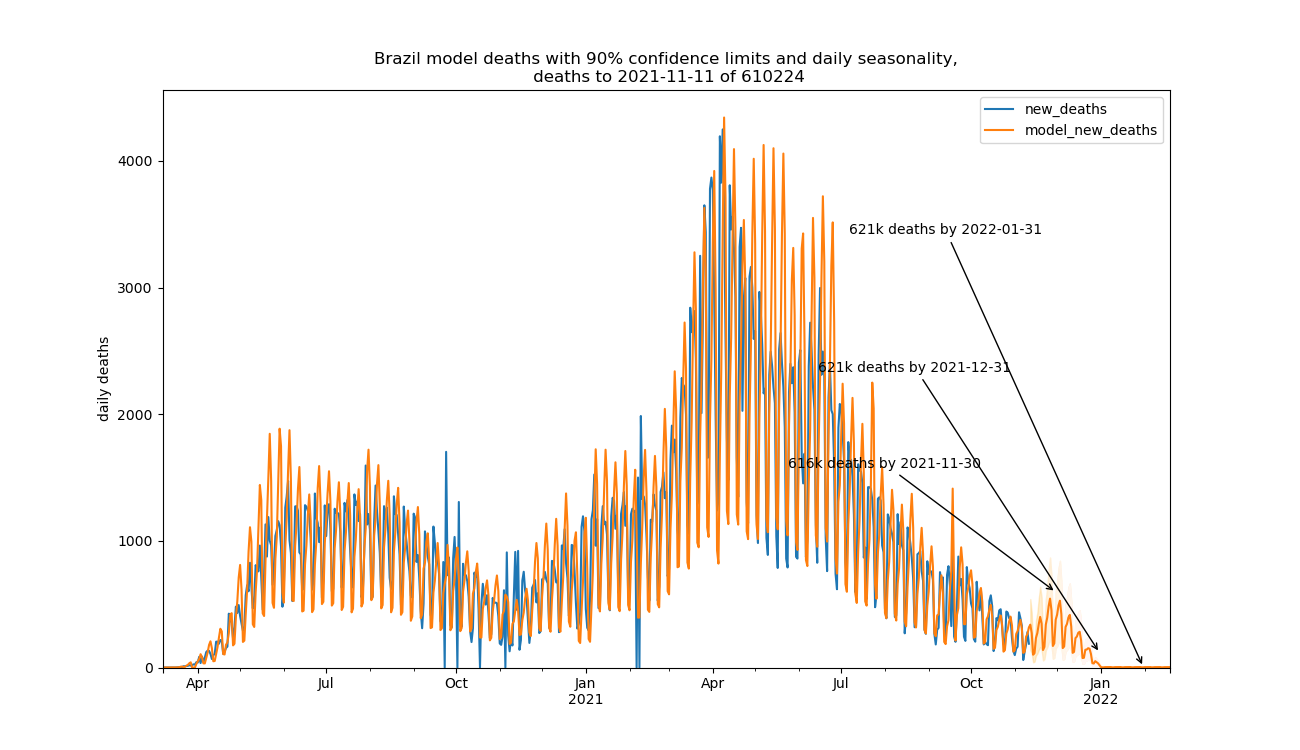 Brazil model deaths with 90% confidence limits and daily seasonality,
deaths to 2021-11-11 of 610224
new_deaths
model_new_deaths
daily deaths
4000
3000
2000
1000
0
621k deaths by 2022-01-31
621k deaths by 2021-12-31
616k deaths by 2021-11-30
Apr
Jul
Oct
Jan
2021
Apr
Jul
Oct
Jan
2022